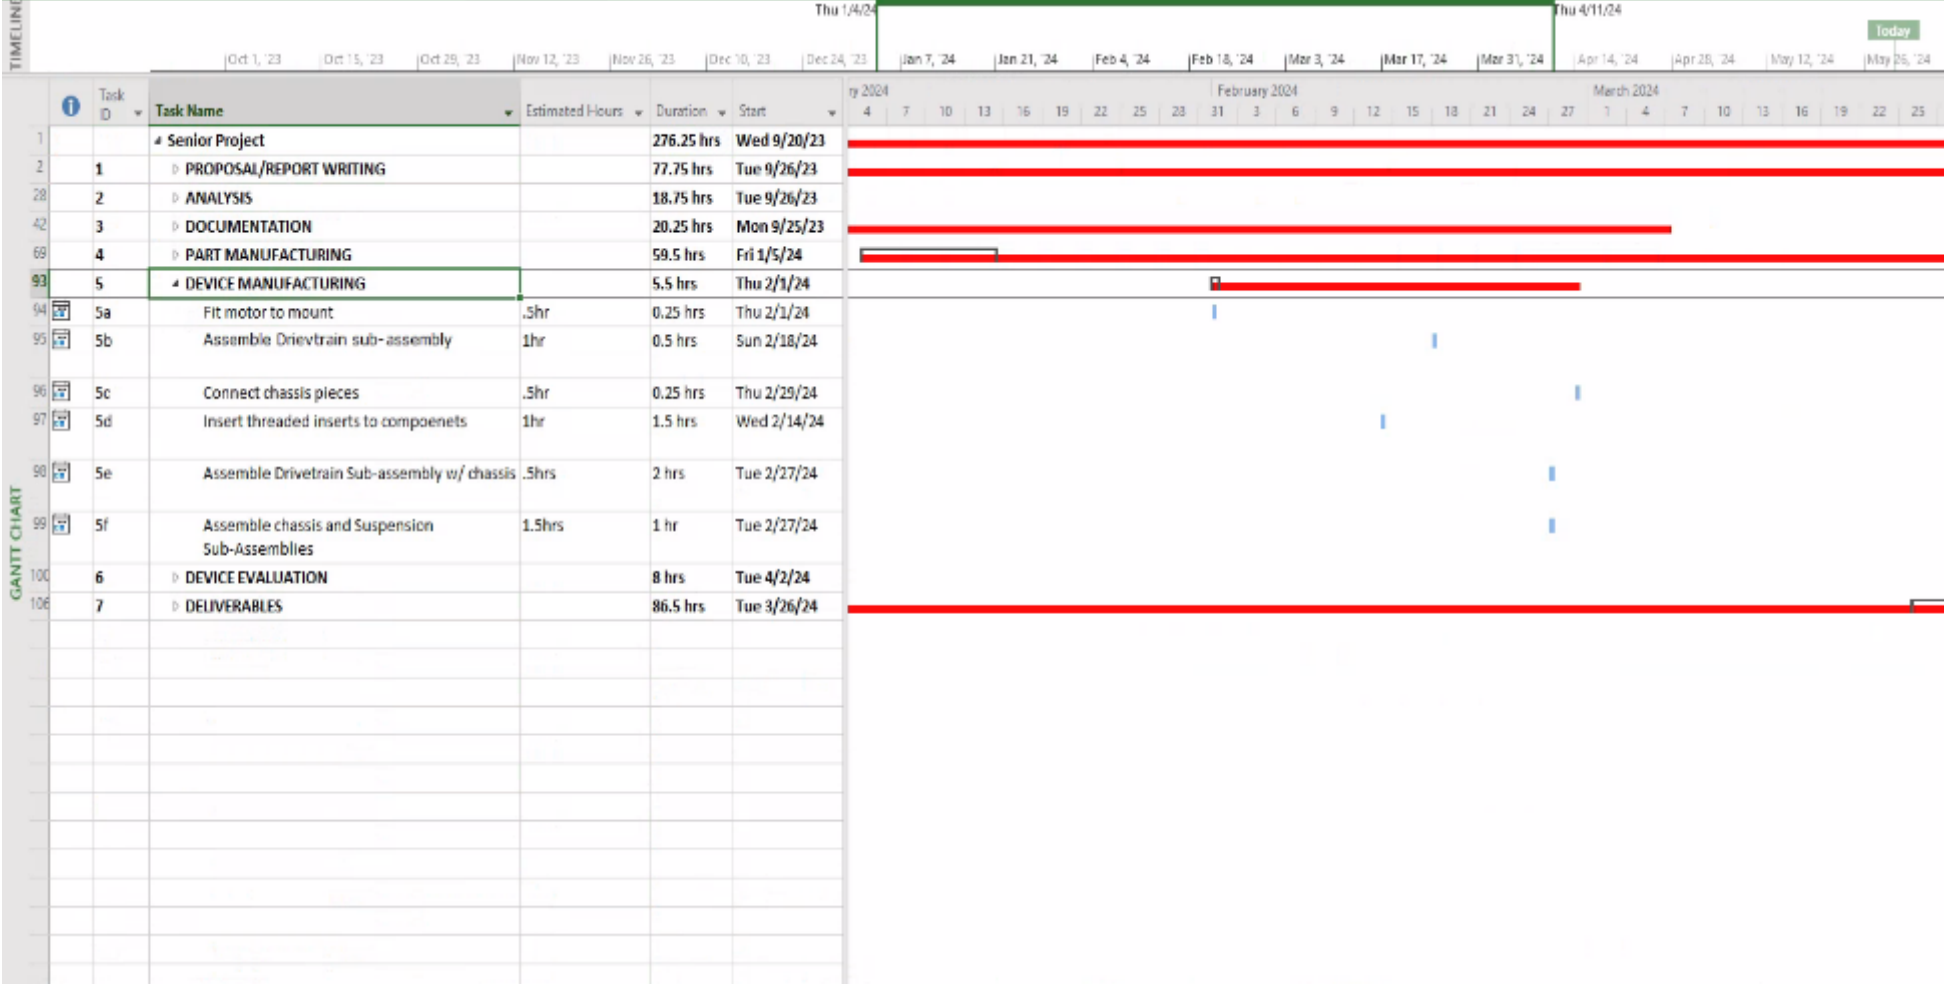 TIMELINE
Thu 1/4/24 Thu 4/11/24
Today
Oct 1, '23 Oct 15, '23 Oct 29, '23 Nov 12, '23 Nov 26, '23 Dec 10, '23 Dec 24, '23 Jan 7, '24 Jan 21, '24 Feb 4, '24 Feb 18, '24 Mar 3, '24 Mar 17, '24 Mar 31, '24 Apr 14, '24 Apr 28, '24 May 12, '24 May 26, '24
ry 2024 February 2024 March 2024
Task ID Task Name Estimated Hours Duration Start
4 7 10 13 16 19 22 25 28 31 3 6 9 12 15 18 21 24 27 1 4 7 10 13 16 19 22 25
GANTT CHART
1 Senior Project 276.25 hrs Wed 9/20/23
2 1 PROPOSAL/REPORT WRITING 77.75 hrs Tue 9/26/23
28 2 ANALYSIS 18.75 hrs Tue 9/26/23
42 3 DOCUMENTATION 20.25 hrs Mon 9/25/23
69 4 PART MANUFACTURING 59.5 hrs Fri 1/5/24
93 5 DEVICE MANUFACTURING 5.5 hrs Thu 2/1/24
94 5a Fit motor to mount .5hr 0.25 hrs Thu 2/1/24
95 5b Assemble Drievtrain sub-assembly 1hr 0.5 hrs Sun 2/18/24
96 5c Connect chassis pieces .5hr 0.25 hrs Thu 2/29/24
97 5d Insert threaded inserts to compoenets 1hr 1.5 hrs Wed 2/14/24
98 5e Assemble Drivetrain Sub-assembly w/ chassis .5hrs 2 hrs Tue 2/27/24
99 5f Assemble chassis and Suspension 1.5hrs 1 hr Tue 2/27/24
Sub-Assemblies
100 6 DEVICE EVALUATION 8 hrs Tue 4/2/24
106 7 DELIVERABLES 86.5 hrs Tue 3/26/24